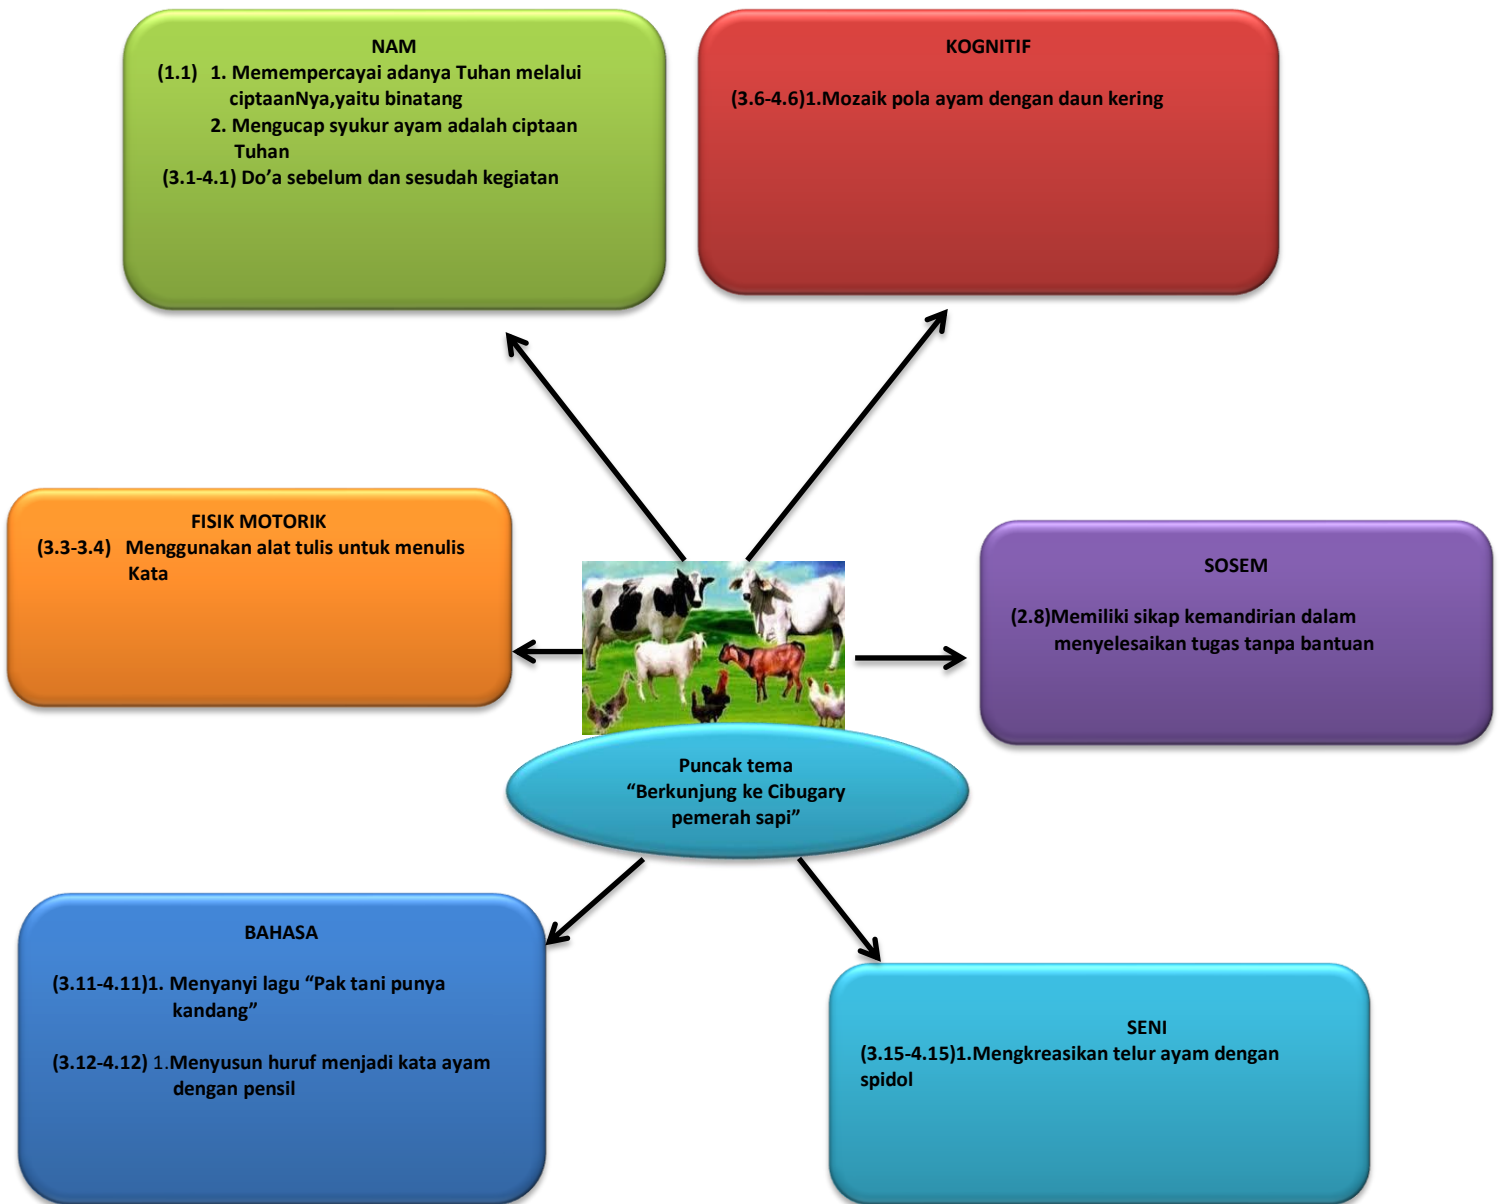 NAM
(1.1) 1. Memempercayai adanya Tuhan melalui
ciptaanNya,yaitu binatang
2. Mengucap syukur ayam adalah ciptaan
Tuhan
(3.1-4.1) Do’a sebelum dan sesudah kegiatan
KOGNITIF
(3.6-4.6)1.Mozaik pola ayam dengan daun kering
FISIK MOTORIK
(3.3-3.4) Menggunakan alat tulis untuk menulis
Kata
SOSEM
(2.8)Memiliki sikap kemandirian dalam
menyelesaikan tugas tanpa bantuan
Puncak tema
“Berkunjung ke Cibugary
pemerah sapi”
BAHASA
(3.11-4.11)1. Menyanyi lagu “Pak tani punya
kandang”
(3.12-4.12) 1.Menyusun huruf menjadi kata ayam
dengan pensil
SENI
(3.15-4.15)1.Mengkreasikan telur ayam dengan
spidol